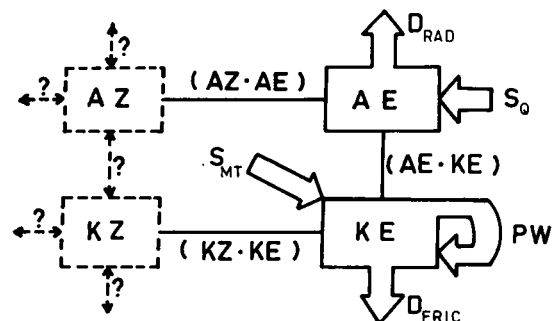 ?
D_RAD
?
AZ
(AZ·AE)
AE
S_Q
?
S_MT
(AE·KE)
?
KZ
(KZ·KE)
KE
PW
?
D_FRIC